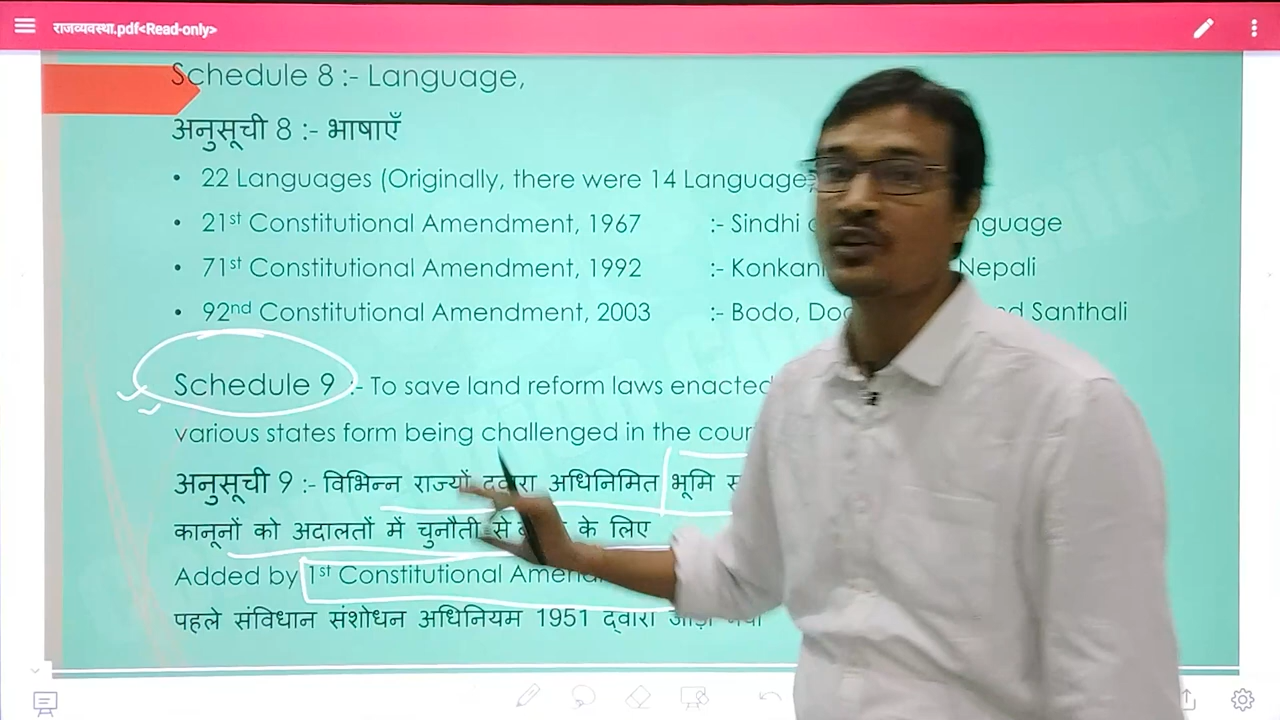 राजव्यवस्था.pdf<Read-only>
Schedule 8 :- Language,
अनुसूची 8 :- भाषाएँ
• 22 Languages (Originally, there were 14 Language
• 21st Constitutional Amendment, 1967 :- Sindhi nguage
• 71st Constitutional Amendment, 1992 :- Konkani Nepali
• 92nd Constitutional Amendment, 2003 :- Bodo, Santhali
Schedule 9 :- To save land reform laws enacted
various states form being challenged in the cour
अनुसूची 9 :- विभिन्न राज्यों द्वारा अधिनिमित भूमि
कानूनों को अदालतों में चुनौती से के लिए
Added by 1st Constitutional
पहले संविधान संशोधन अधिनियम 1951 द्वारा